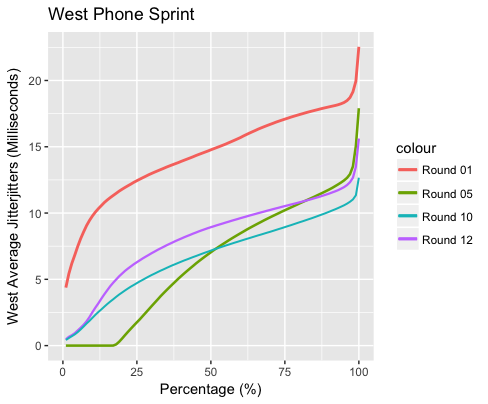 West Phone Sprint
West Average Jitterjitters (Milliseconds)
20
15
10
5
0
0 25 50 75 100
Percentage (%)
colour
Round 01
Round 05
Round 10
Round 12